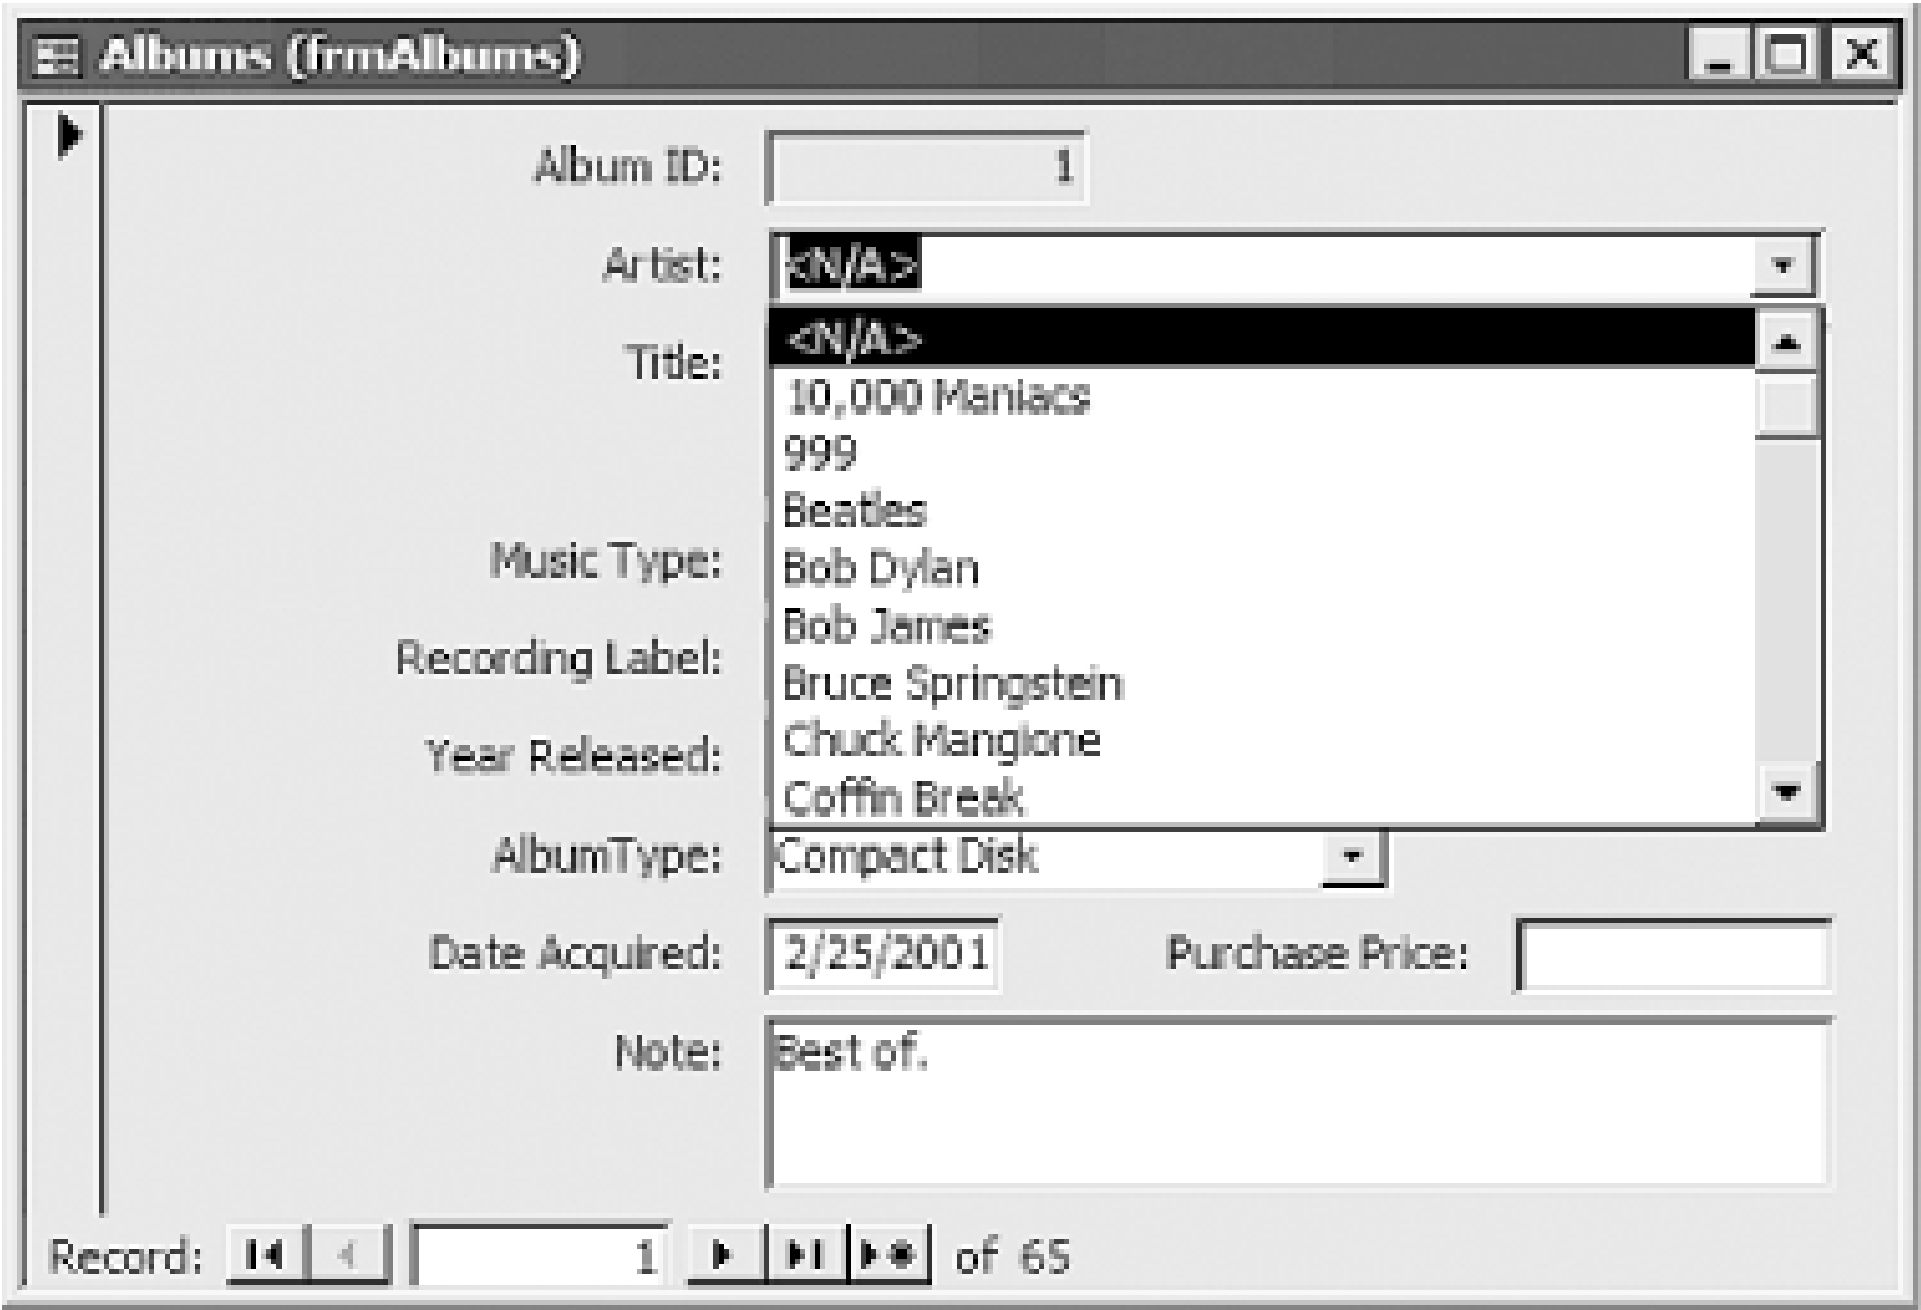 Albums (frmAlbums)
Album ID: 1
Artist: <N/A>
<N/A>
Title:
10,000 Maniacs
999
Beatles
Music Type:
Bob Dylan
Bob James
Recording Label:
Bruce Springstein
Year Released:
Chuck Mangione
Coffin Break
AlbumType: Compact Disk
Date Acquired: 2/25/2001 Purchase Price:
Note: Best of.
Record: 1 of 65